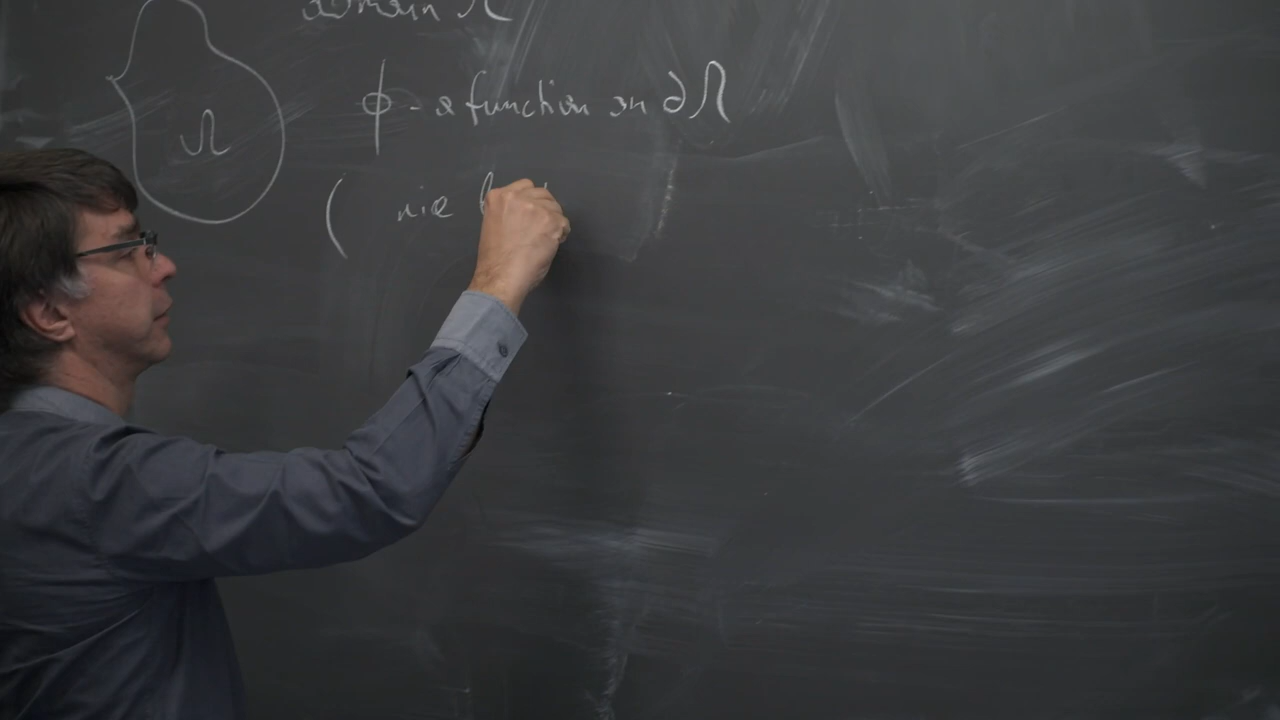 domain Ω
Ω
ϕ - a function on ∂Ω
( nice